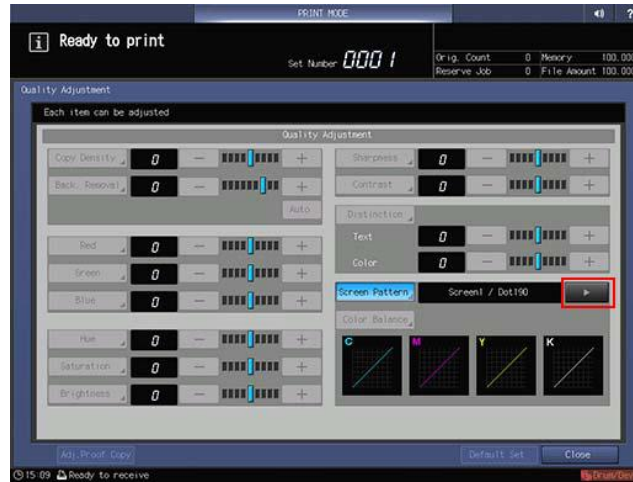 PRINT MODE
?
i Ready to print
Set Number 0001
Orig. Count 0 Memory 100.00
Reserve Job 0 File Amount 100.00
Quality Adjustment
Each item can be adjusted
Quality Adjustment
Copy Density 0 − +
Back. Removal 0 − +
Auto
Red 0 − +
Green 0 − +
Blue 0 − +
Hue 0 − +
Saturation 0 − +
Brightness 0 − +
Sharpness 0 − +
Contrast 0 − +
Distinction
Text 0 − +
Color 0 − +
Screen Pattern Screen1 / Dot190
Color Balance
C M Y K
Adj.Proof Copy Default Set Close
15:09 Ready to receive Drum/Dev